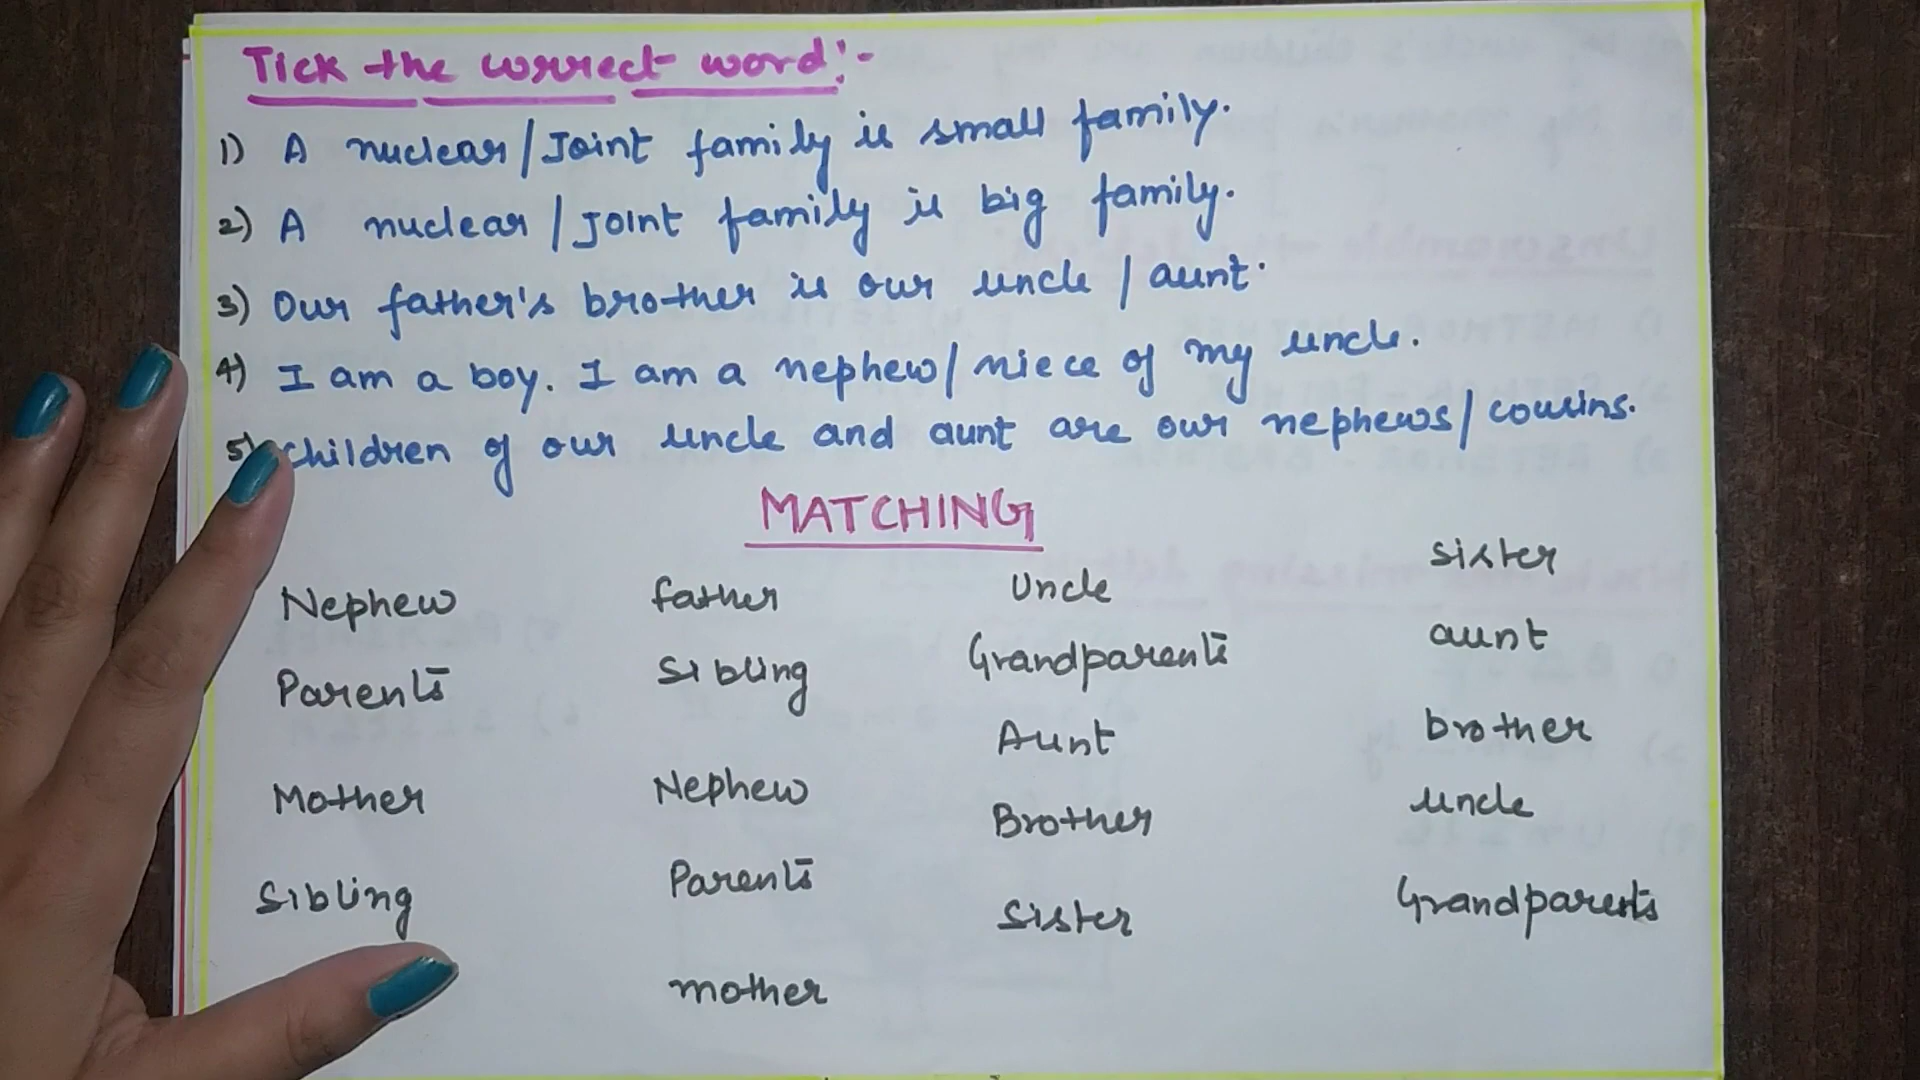 Tick the correct word:-
1) A nuclear/Joint family is small family.
2) A nuclear/Joint family is big family.
3) Our father's brother is our uncle/aunt.
4) I am a boy. I am a nephew/niece of my uncle.
5) children of our uncle and aunt are our nephews/cousins.
MATCHING
Nephew father Uncle sister
Parents Sibling Grandparents aunt
Mother Nephew Aunt brother
Sibling Parents Brother uncle
mother Sister Grandparents